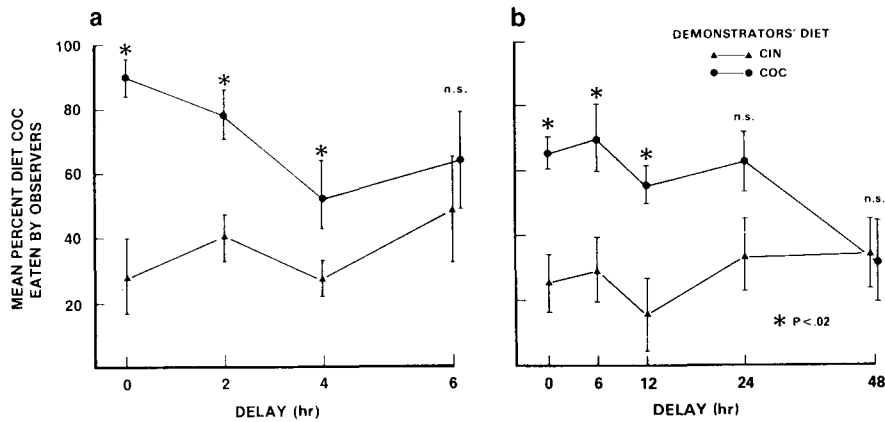 a
b
DEMONSTRATORS' DIET
CIN
COC
MEAN PERCENT DIET COC
EATEN BY OBSERVERS
100
80
60
40
20
*
*
*
n.s.
0
2
4
6
DELAY (hr)
*
*
*
n.s.
n.s.
* P<.02
0
6
12
24
48
DELAY (hr)